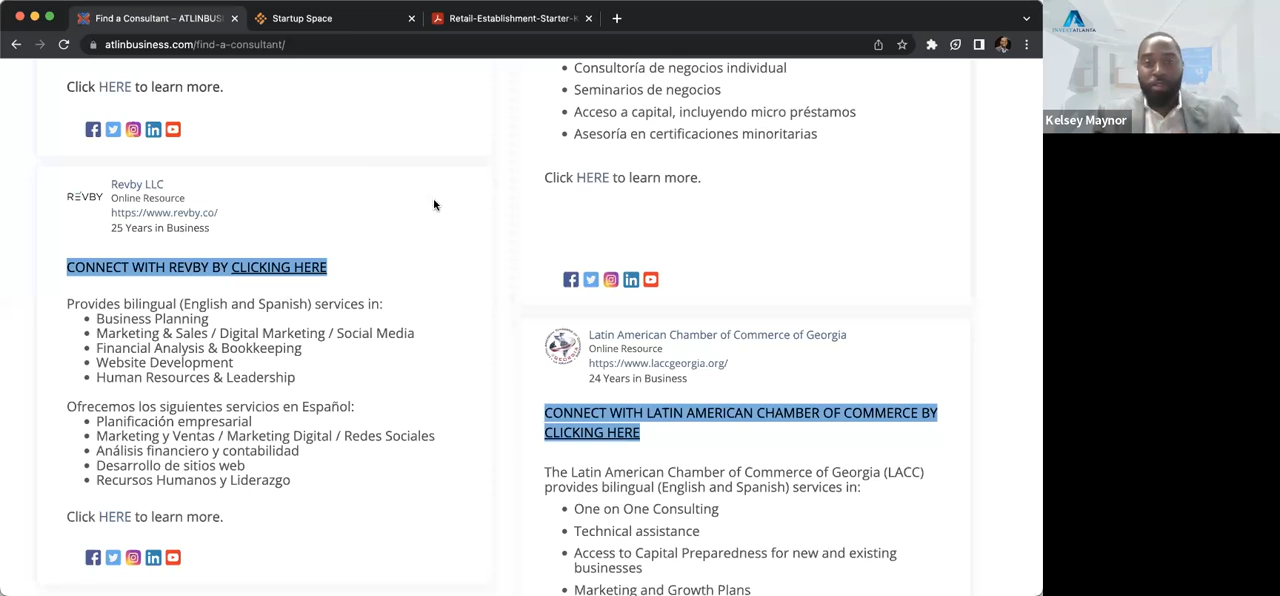 Find a Consultant – ATLINBUSI
Startup Space
Retail-Establishment-Starter-K
atlinbusiness.com/find-a-consultant/
INVEST ATLANTA
Kelsey Maynor
Click HERE to learn more.
REVBY
Revby LLC
Online Resource
https://www.revby.co/
25 Years in Business
CONNECT WITH REVBY BY CLICKING HERE
Provides bilingual (English and Spanish) services in:
Business Planning
Marketing & Sales / Digital Marketing / Social Media
Financial Analysis & Bookkeeping
Website Development
Human Resources & Leadership
Ofrecemos los siguientes servicios en Español:
Planificación empresarial
Marketing y Ventas / Marketing Digital / Redes Sociales
Análisis financiero y contabilidad
Desarrollo de sitios web
Recursos Humanos y Liderazgo
Click HERE to learn more.
Consultoría de negocios individual
Seminarios de negocios
Acceso a capital, incluyendo micro préstamos
Asesoría en certificaciones minoritarias
Click HERE to learn more.
Latin American Chamber of Commerce of Georgia
Online Resource
https://www.laccgeorgia.org/
24 Years in Business
CONNECT WITH LATIN AMERICAN CHAMBER OF COMMERCE BY
CLICKING HERE
The Latin American Chamber of Commerce of Georgia (LACC)
provides bilingual (English and Spanish) services in:
One on One Consulting
Technical assistance
Access to Capital Preparedness for new and existing
businesses
Marketing and Growth Plans